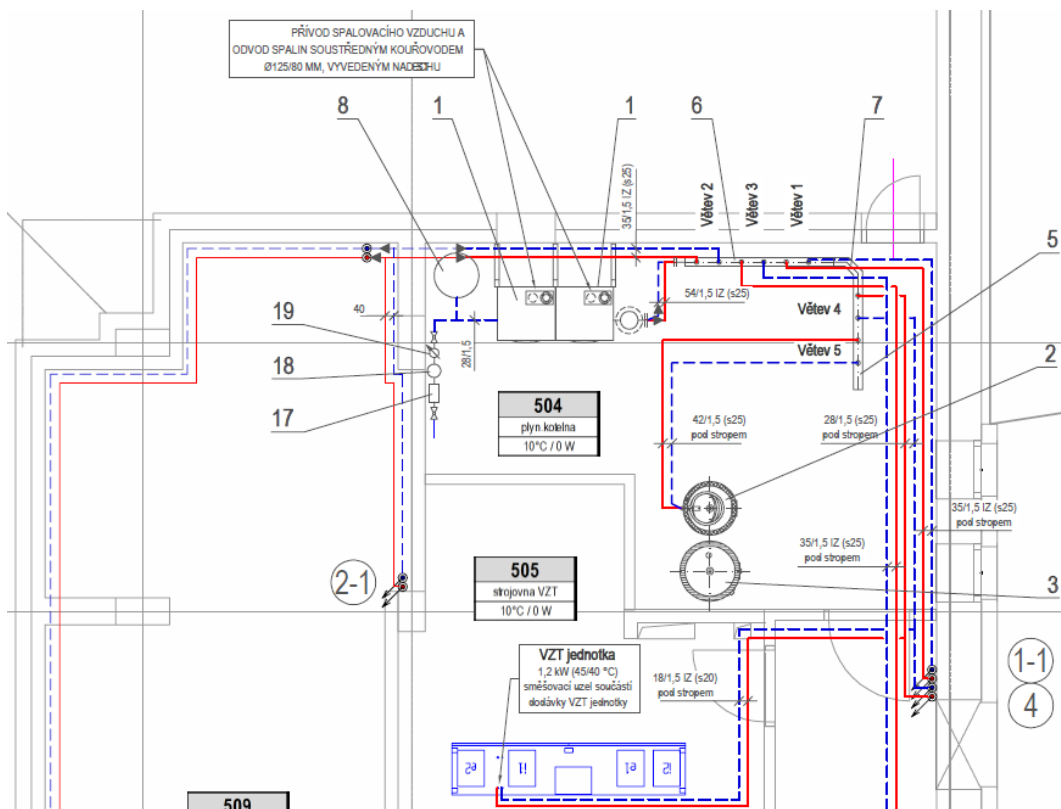 PŘÍVOD SPALOVACÍHO VZDUCHU A
ODVOD SPALIN SOUSTŘEDNÝM KOUŘOVODEM
Ø125/80 MM, VYVEDENÝM
8
1
1
6
7
35/1,5 IZ (s25)
Větev 2
Větev 3
Větev 1
5
54/1,5 IZ (s25)
Větev 4
40
19
28/1,5
Větev 5
2
18
17
504
plyn.kotelna
10°C / 0 W
42/1,5 (s25)
pod stropem
28/1,5 (s25)
pod stropem
35/1,5 IZ (s25)
pod stropem
35/1,5 IZ (s25)
pod stropem
2-1
505
strojovna VZT
10°C / 0 W
3
VZT jednotka
1,2 kW (45/40 °C)
směšovací uzel součástí
dodávky VZT jednotky
18/1,5 IZ (s20)
pod stropem
1-1
4
e2
i1
e1
i2
509